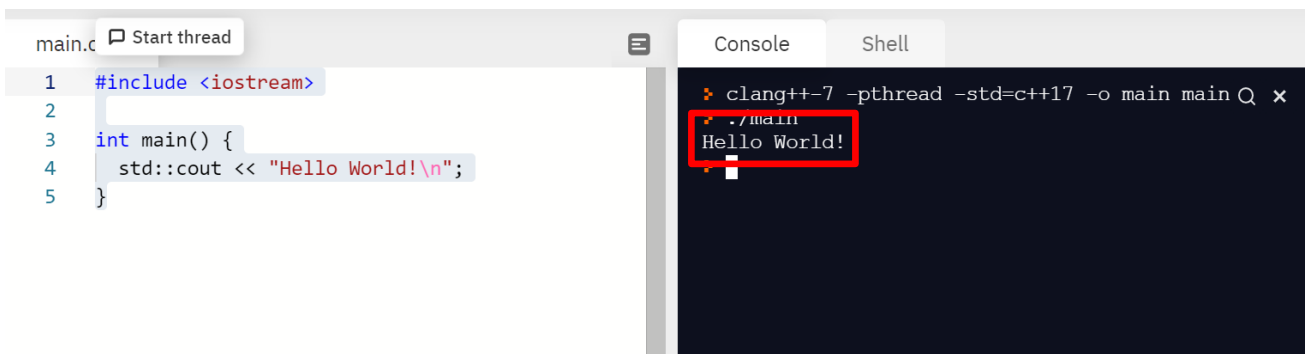 main.c
Start thread
1 #include <iostream>
2
3 int main() {
4 std::cout << "Hello World!\n";
5 }
Console Shell
clang++-7 -pthread -std=c++17 -o main main
./main
Hello World!